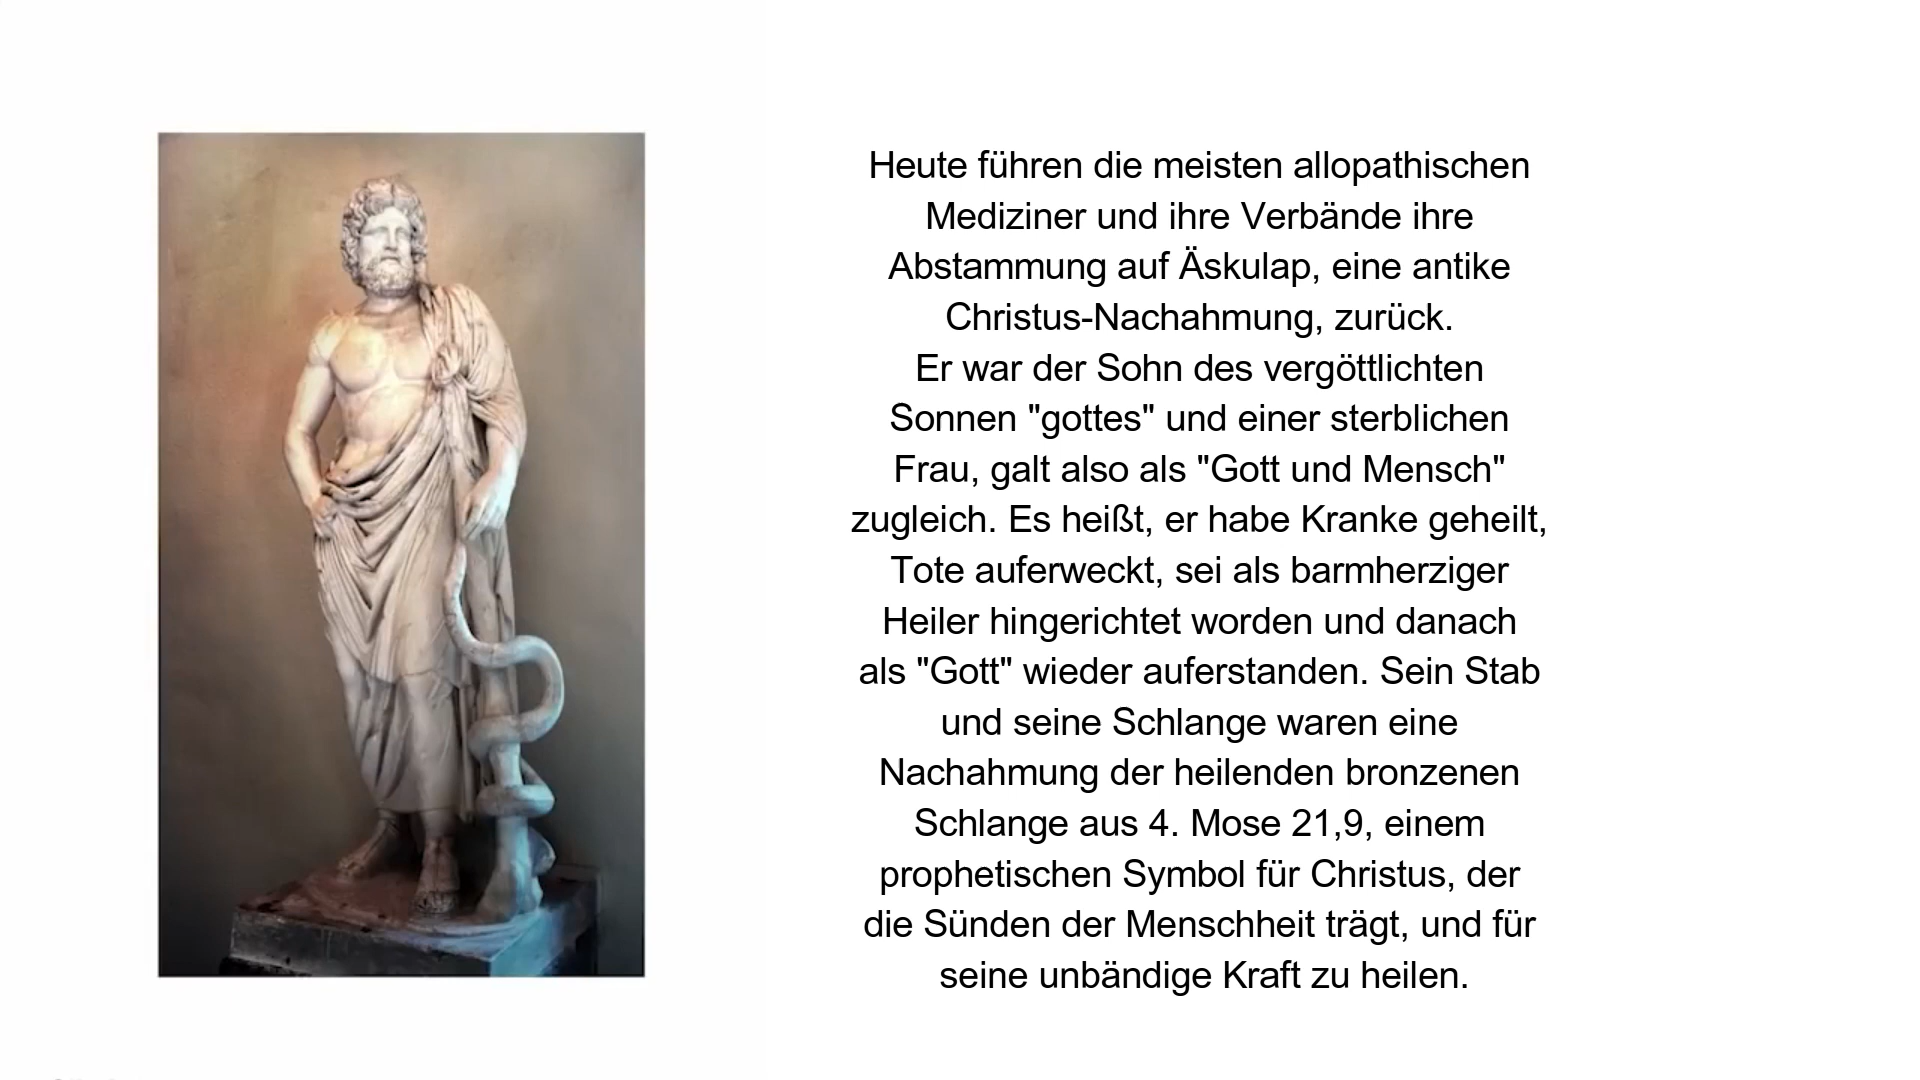 Heute führen die meisten allopathischen
Mediziner und ihre Verbände ihre
Abstammung auf Äskulap, eine antike
Christus-Nachahmung, zurück.
Er war der Sohn des vergöttlichten
Sonnen "gottes" und einer sterblichen
Frau, galt also als "Gott und Mensch"
zugleich. Es heißt, er habe Kranke geheilt,
Tote auferweckt, sei als barmherziger
Heiler hingerichtet worden und danach
als "Gott" wieder auferstanden. Sein Stab
und seine Schlange waren eine
Nachahmung der heilenden bronzenen
Schlange aus 4. Mose 21,9, einem
prophetischen Symbol für Christus, der
die Sünden der Menschheit trägt, und für
seine unbändige Kraft zu heilen.